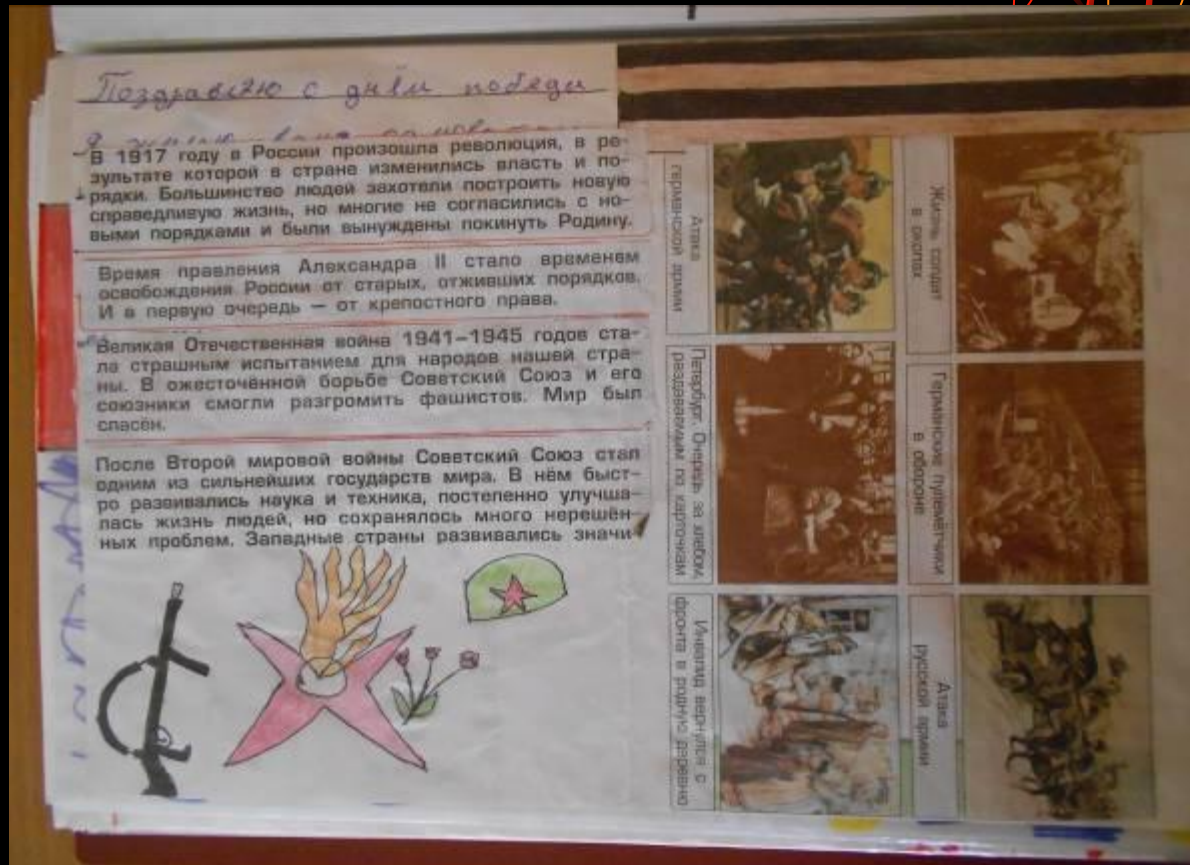 Поздравляю с днём победы
Я желаю
В 1917 году в России произошла революция, в ре-
зультате которой в стране изменились власть и по-
рядки. Большинство людей захотели построить новую
справедливую жизнь, но многие не согласились с но-
выми порядками и были вынуждены покинуть Родину.
Время правления Александра II стало временем
освобождения России от старых, отживших порядков.
И в первую очередь — от крепостного права.
Великая Отечественная война 1941–1945 годов ста-
ла страшным испытанием для народов нашей стра-
ны. В ожесточённой борьбе Советский Союз и его
союзники смогли разгромить фашистов. Мир был
спасён.
После Второй мировой войны Советский Союз стал
одним из сильнейших государств мира. В нём быст-
ро развивались наука и техника, постепенно улучша-
лась жизнь людей, но сохранялось много нерешён-
ных проблем. Западные страны развивались значи-
Жизнь солдат
в окопах
Германские пулемётчики
в обороне
Атака
русской армии
Атака
германской армии
Петербург. Очередь за хлебом,
раздаваемым по карточкам
Инвалид вернулся с
фронта в родную деревню